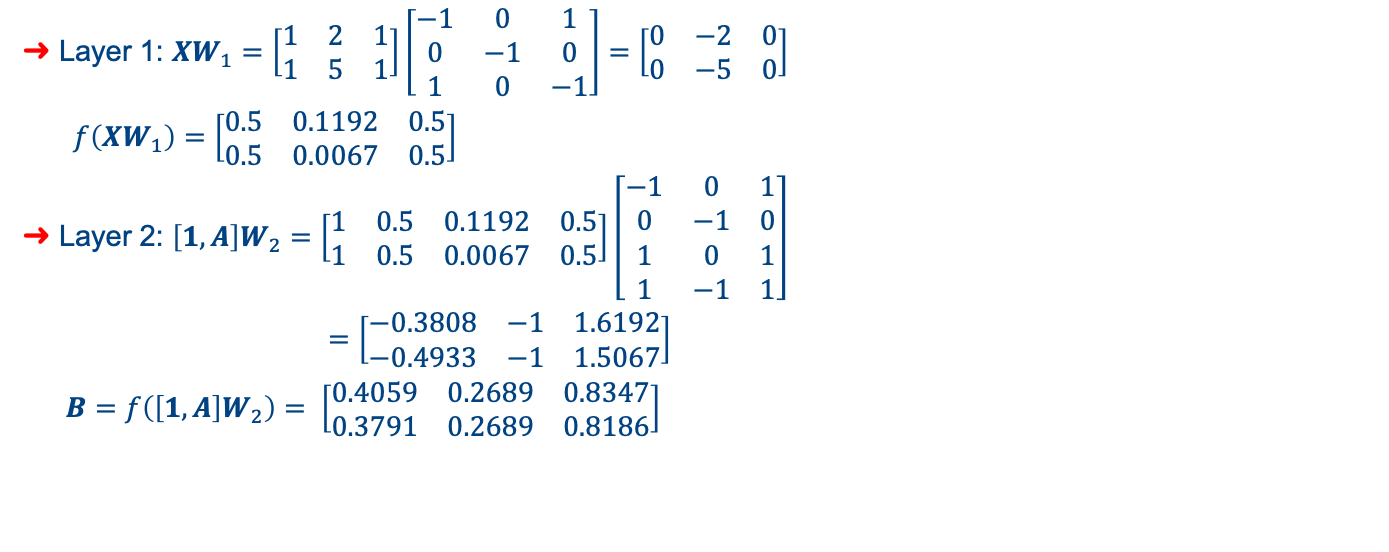 → Layer 1: XW₁ = [1 2 1; 1 5 1] [−1 0 1; 0 −1 0; 1 0 −1] = [0 −2 0; 0 −5 0]
f(XW₁) = [0.5 0.1192 0.5; 0.5 0.0067 0.5]
→ Layer 2: [1, A]W₂ = [1 0.5 0.1192 0.5; 1 0.5 0.0067 0.5] [−1 0 1; 0 −1 0; 1 0 1; 1 −1 1]
= [−0.3808 −1 1.6192; −0.4933 −1 1.5067]
B = f([1, A]W₂) = [0.4059 0.2689 0.8347; 0.3791 0.2689 0.8186]